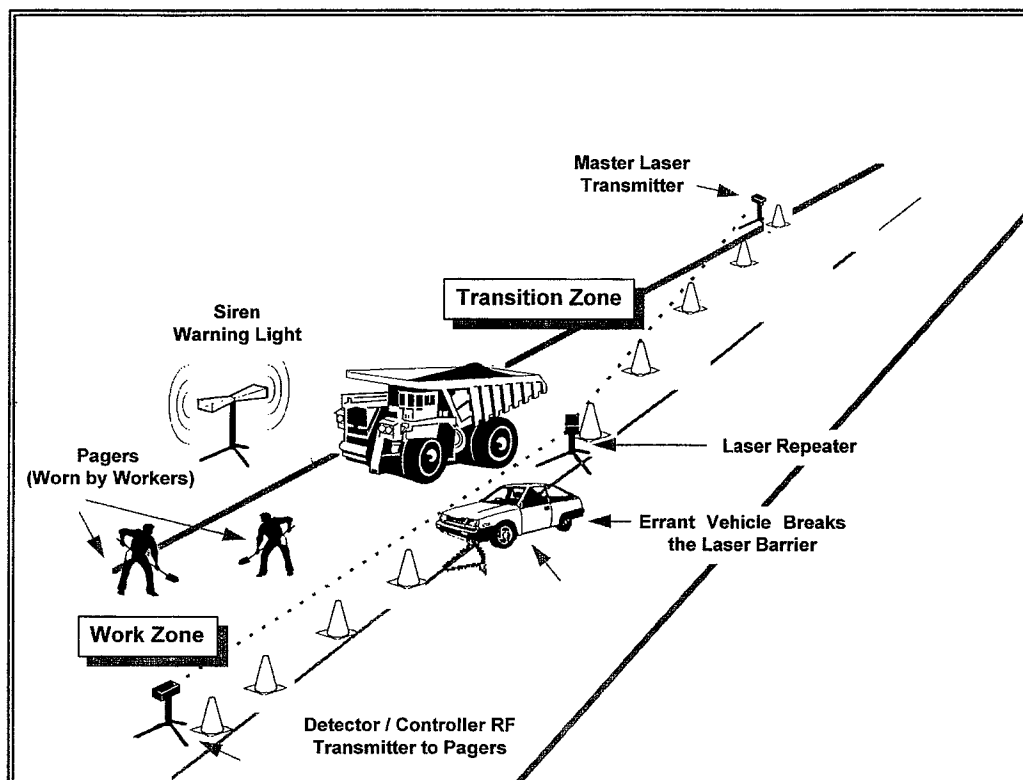 Master Laser
Transmitter
Transition Zone
Siren
Warning Light
Pagers
(Worn by Workers)
Laser Repeater
Errant Vehicle Breaks
the Laser Barrier
Work Zone
Detector / Controller RF
Transmitter to Pagers